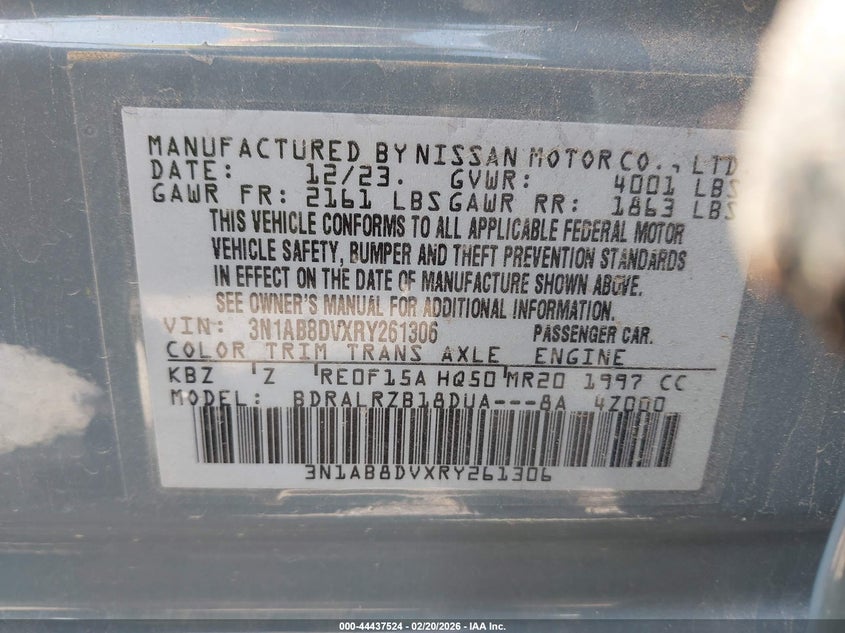 MANUFACTURED BY NISSAN MOTOR CO., LTD
DATE: 12/23. GVWR: 4001 LBS
GAWR FR: 2161 LBS GAWR RR: 1863 LBS
THIS VEHICLE CONFORMS TO ALL APPLICABLE FEDERAL MOTOR
VEHICLE SAFETY, BUMPER AND THEFT PREVENTION STANDARDS
IN EFFECT ON THE DATE OF MANUFACTURE SHOWN ABOVE.
SEE OWNER'S MANUAL FOR ADDITIONAL INFORMATION.
VIN: 3N1AB8DVXRY261306 PASSENGER CAR.
COLOR TRIM TRANS AXLE ENGINE
KBZ Z RE0F15A HQ50 MR20 1997 CC
MODEL: BDRALRZB18DUA---8A 4Z000
3N1AB8DVXRY261306
000-44437524 | 02/20/2026 – IAA Inc.